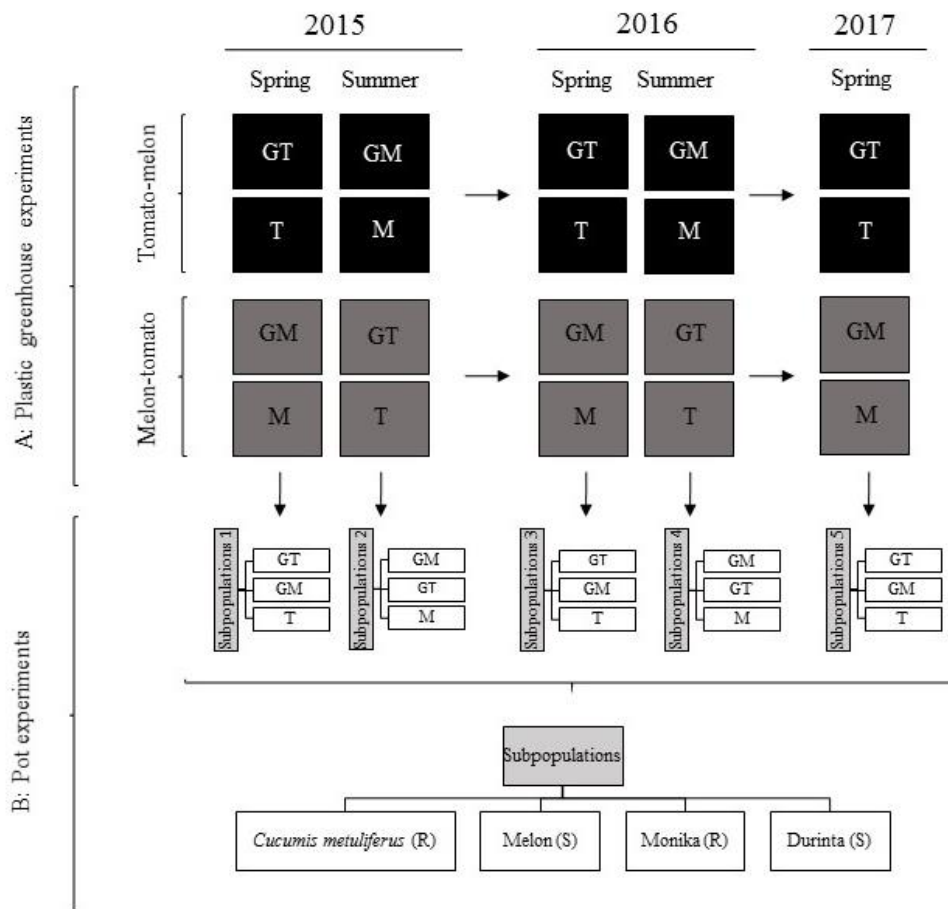 2015 2016 2017
Spring Summer Spring Summer Spring
A: Plastic greenhouse experiments
Tomato-melon
GT GM GT GM GT
T M T M T
Melon-tomato
GM GT GM GT GM
M T M T M
B: Pot experiments
Subpopulations 1
GT
GM
T
Subpopulations 2
GM
GT
M
Subpopulations 3
GT
GM
T
Subpopulations 4
GM
GT
M
Subpopulations 5
GT
GM
T
Subpopulations
Cucumis metuliferus (R) Melon (S) Monika (R) Durinta (S)